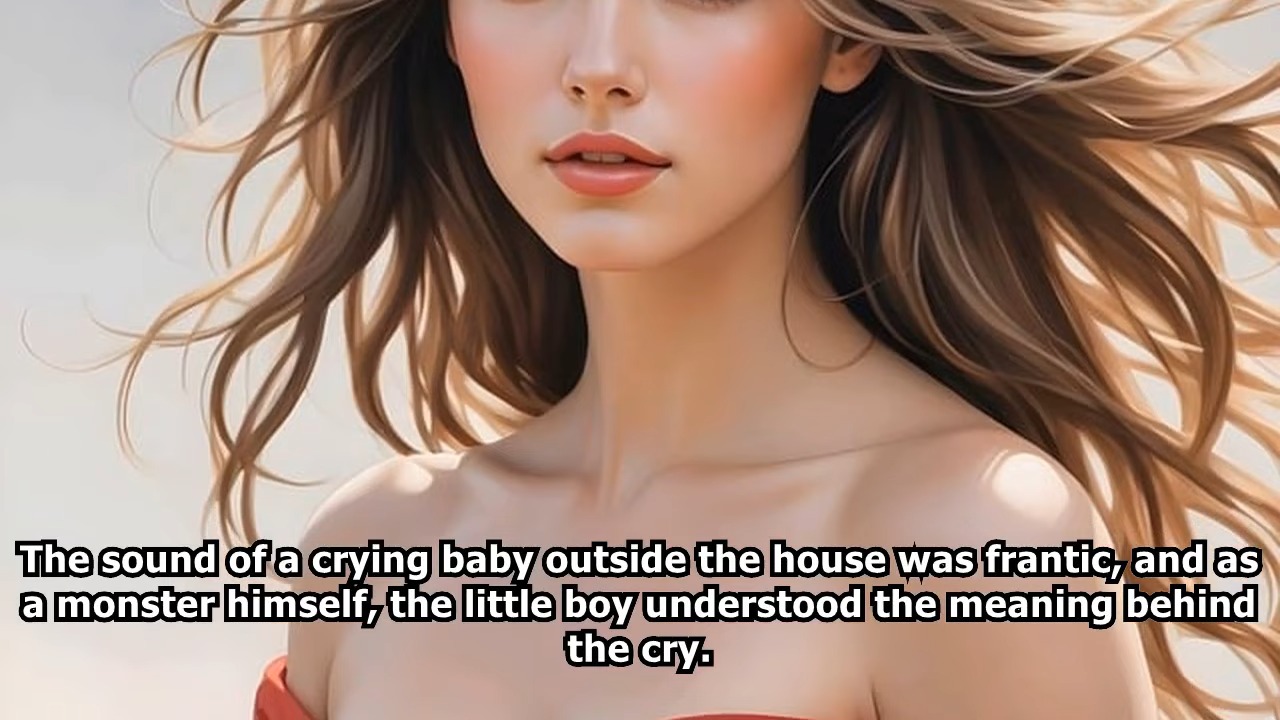 The sound of a crying baby outside the house was frantic, and as
a monster himself, the little boy understood the meaning behind
the cry.